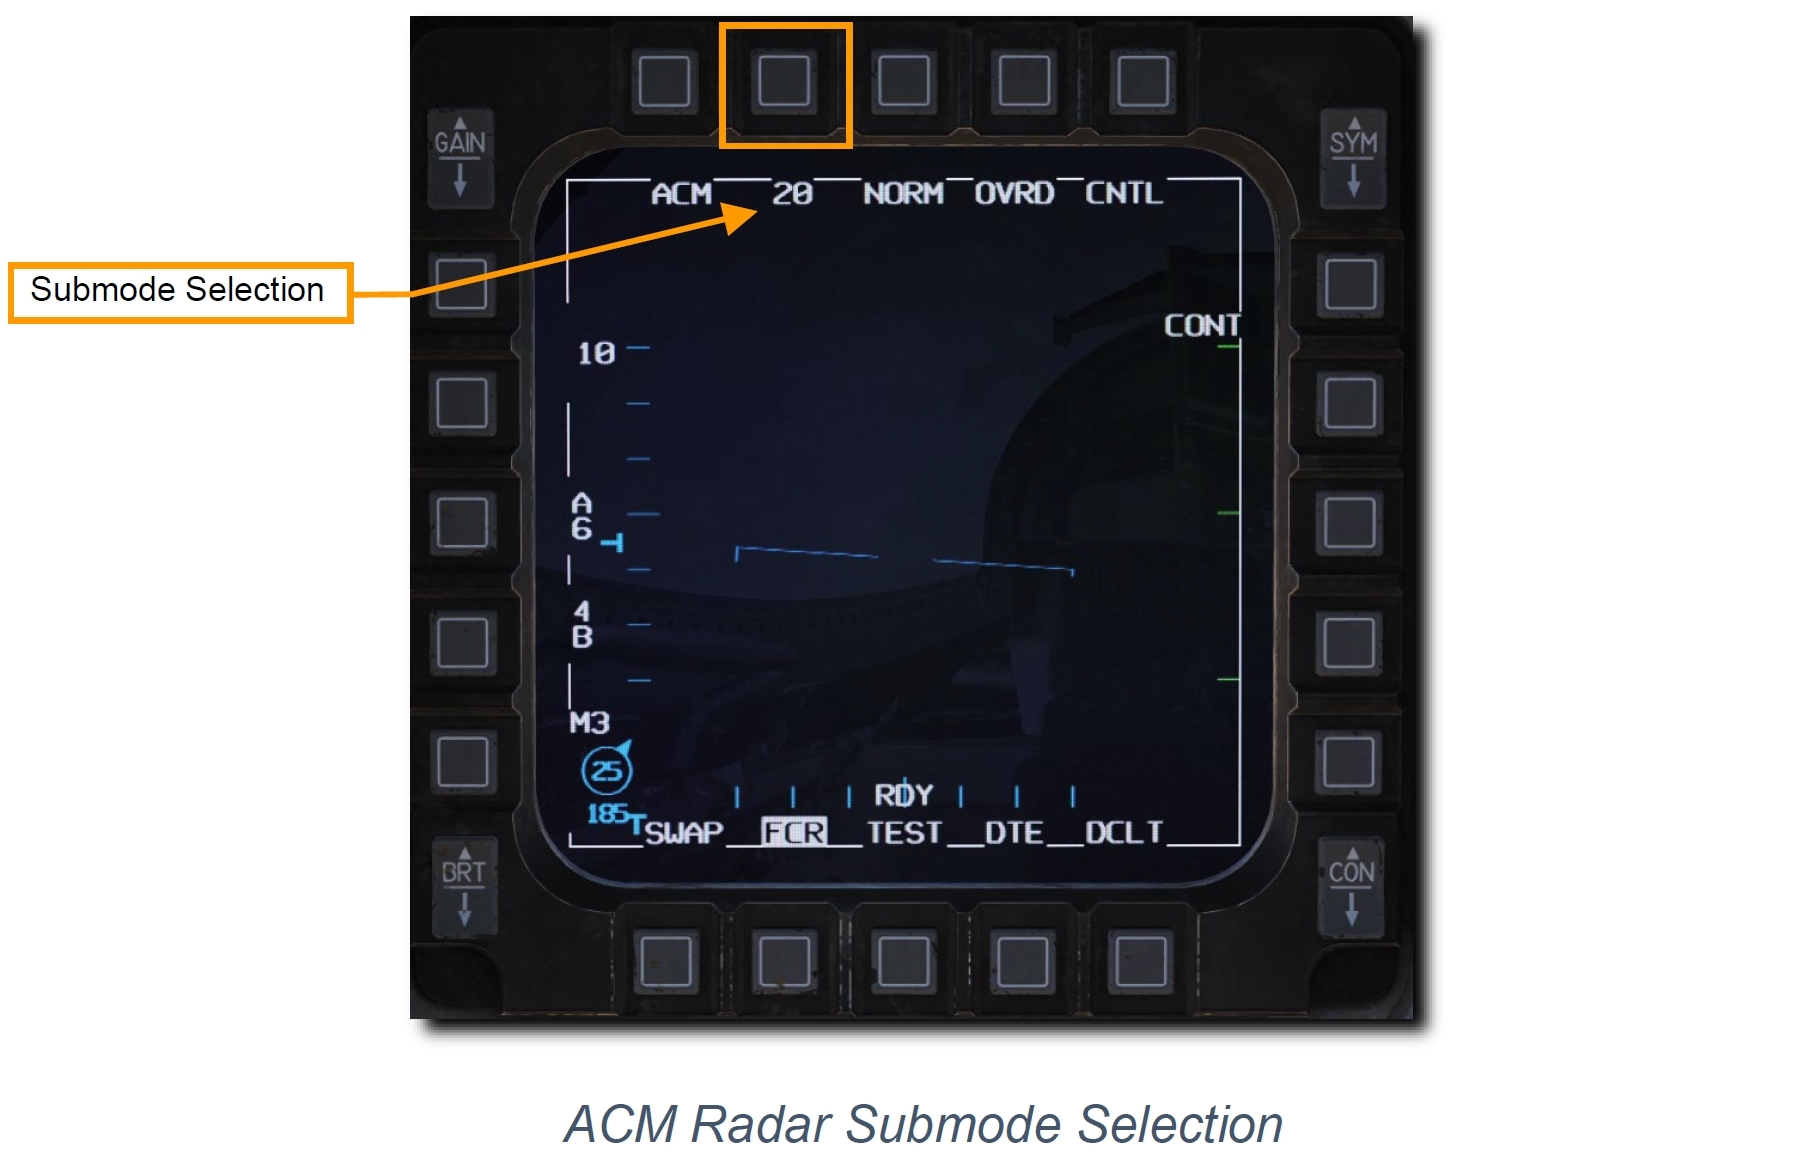 GAIN
SYM
ACM 20 NORM OVRD CNTL
Submode Selection
CONT
10
A
6
4
B
M3
25
185T
RDY
SWAP FCR TEST DTE DCLT
BRT
CON
ACM Radar Submode Selection